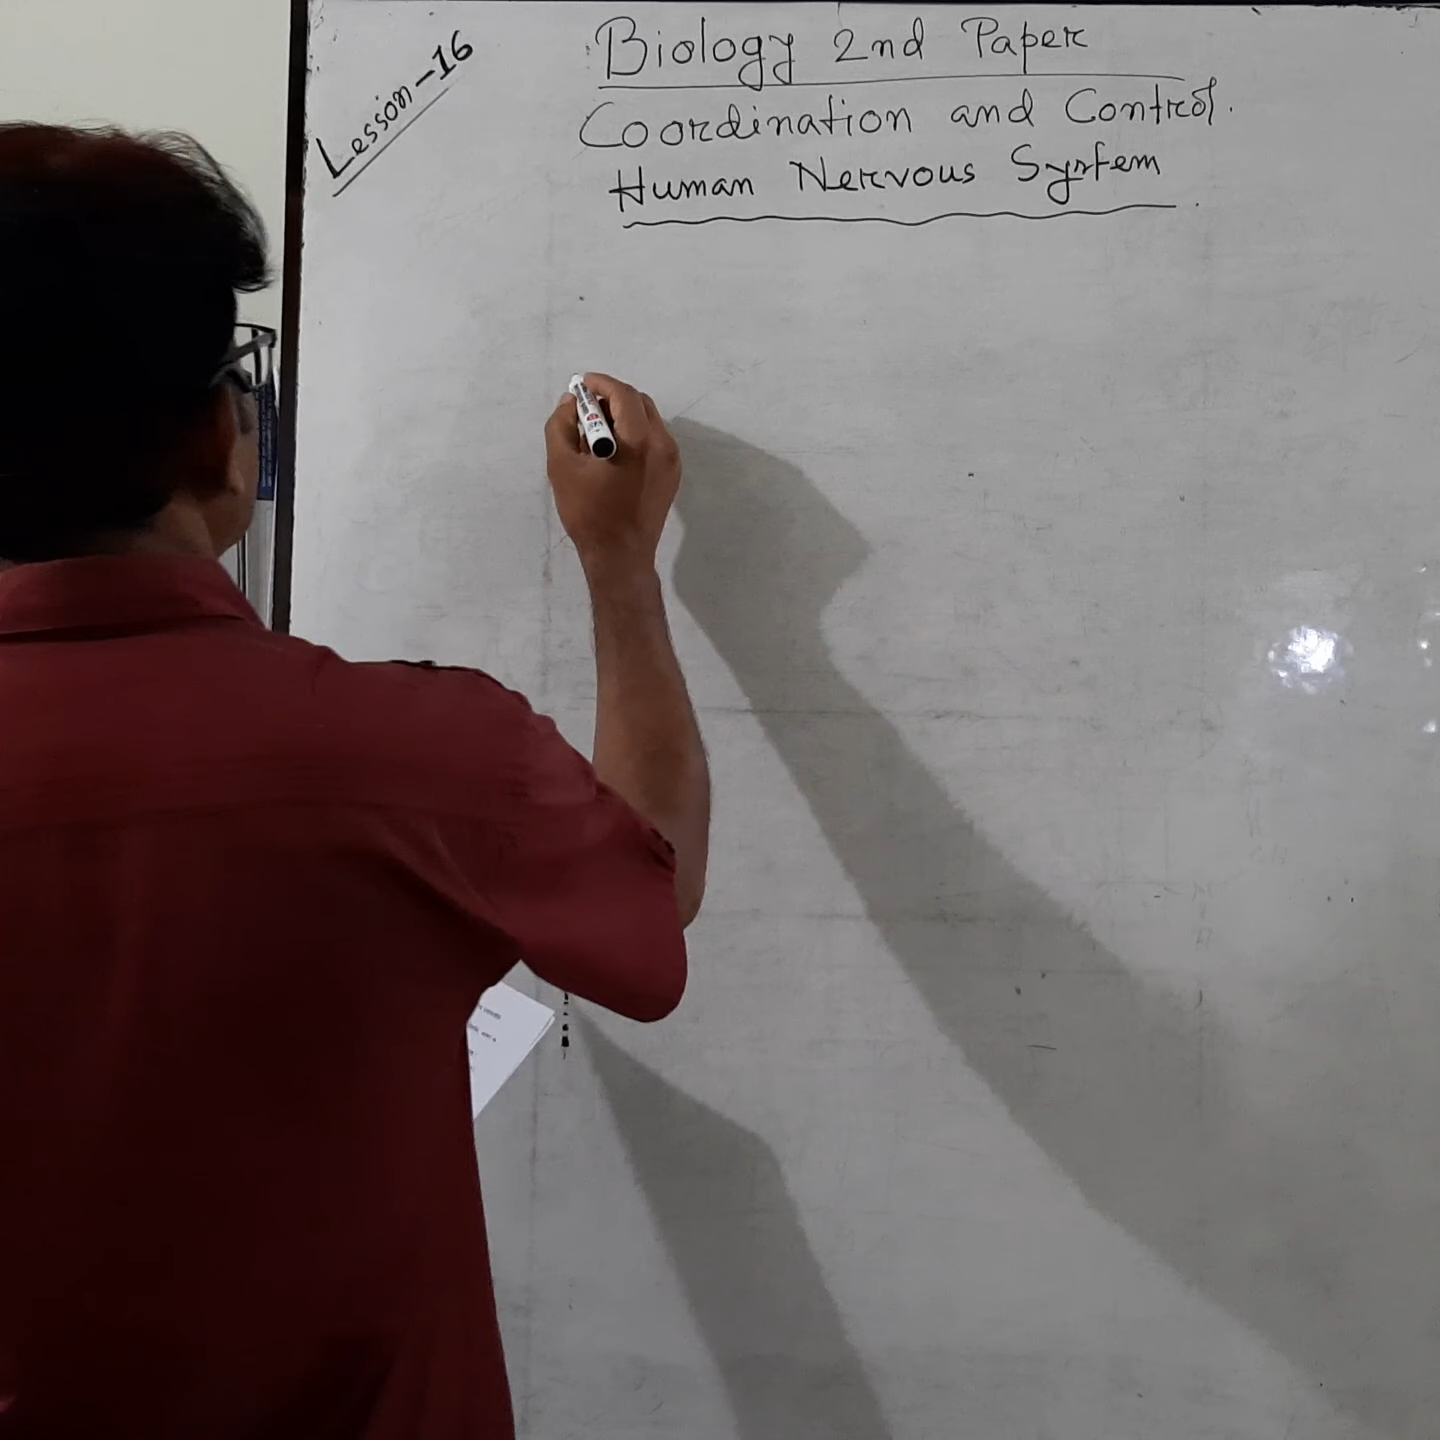 Lesson-16
Biology 2nd Paper
Coordination and Control.
Human Nervous System